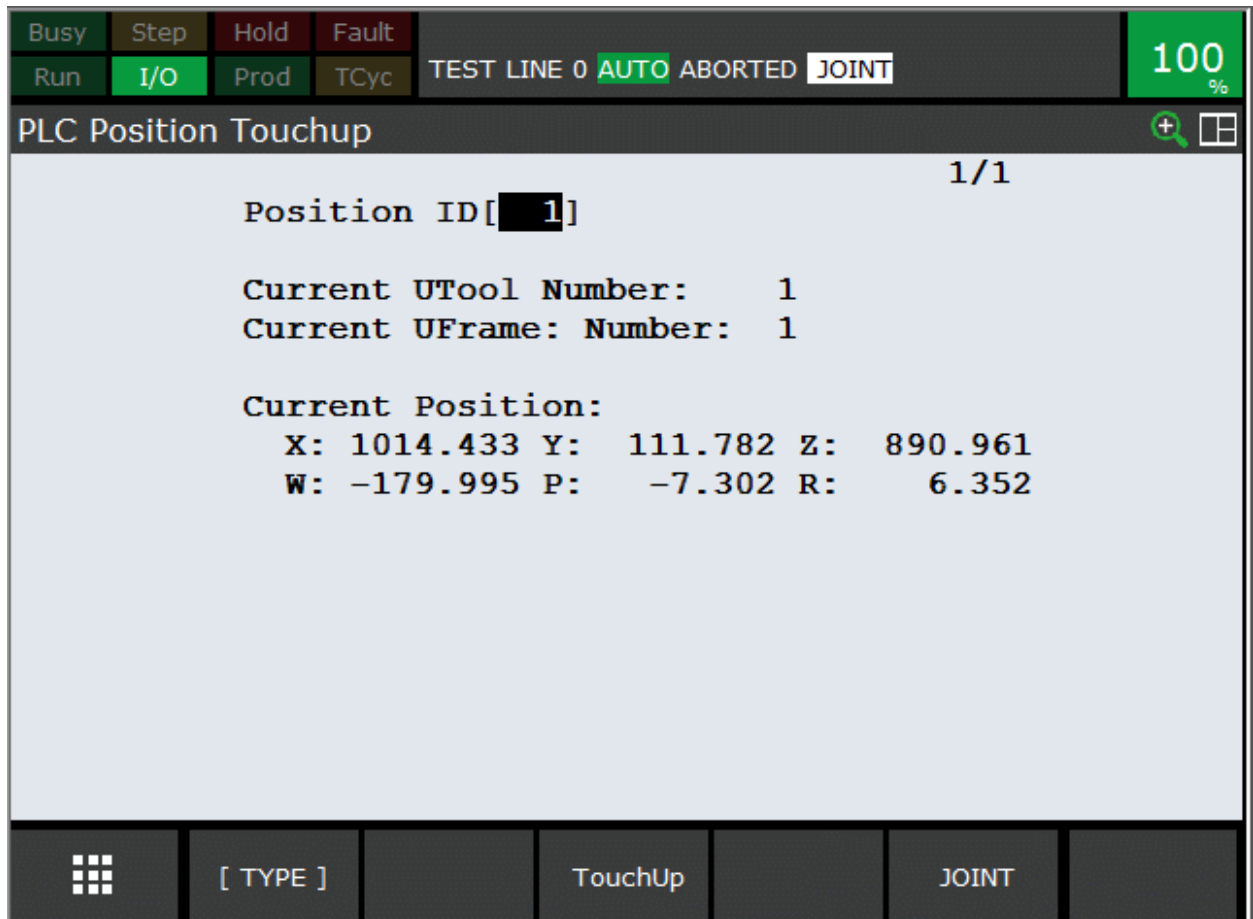 Busy Step Hold Fault
Run I/O Prod TCyc TEST LINE 0 AUTO ABORTED JOINT 100 %
PLC Position Touchup
1/1
Position ID[ 1]
Current UTool Number: 1
Current UFrame: Number: 1
Current Position:
X: 1014.433 Y: 111.782 Z: 890.961
W: -179.995 P: -7.302 R: 6.352
[ TYPE ] TouchUp JOINT